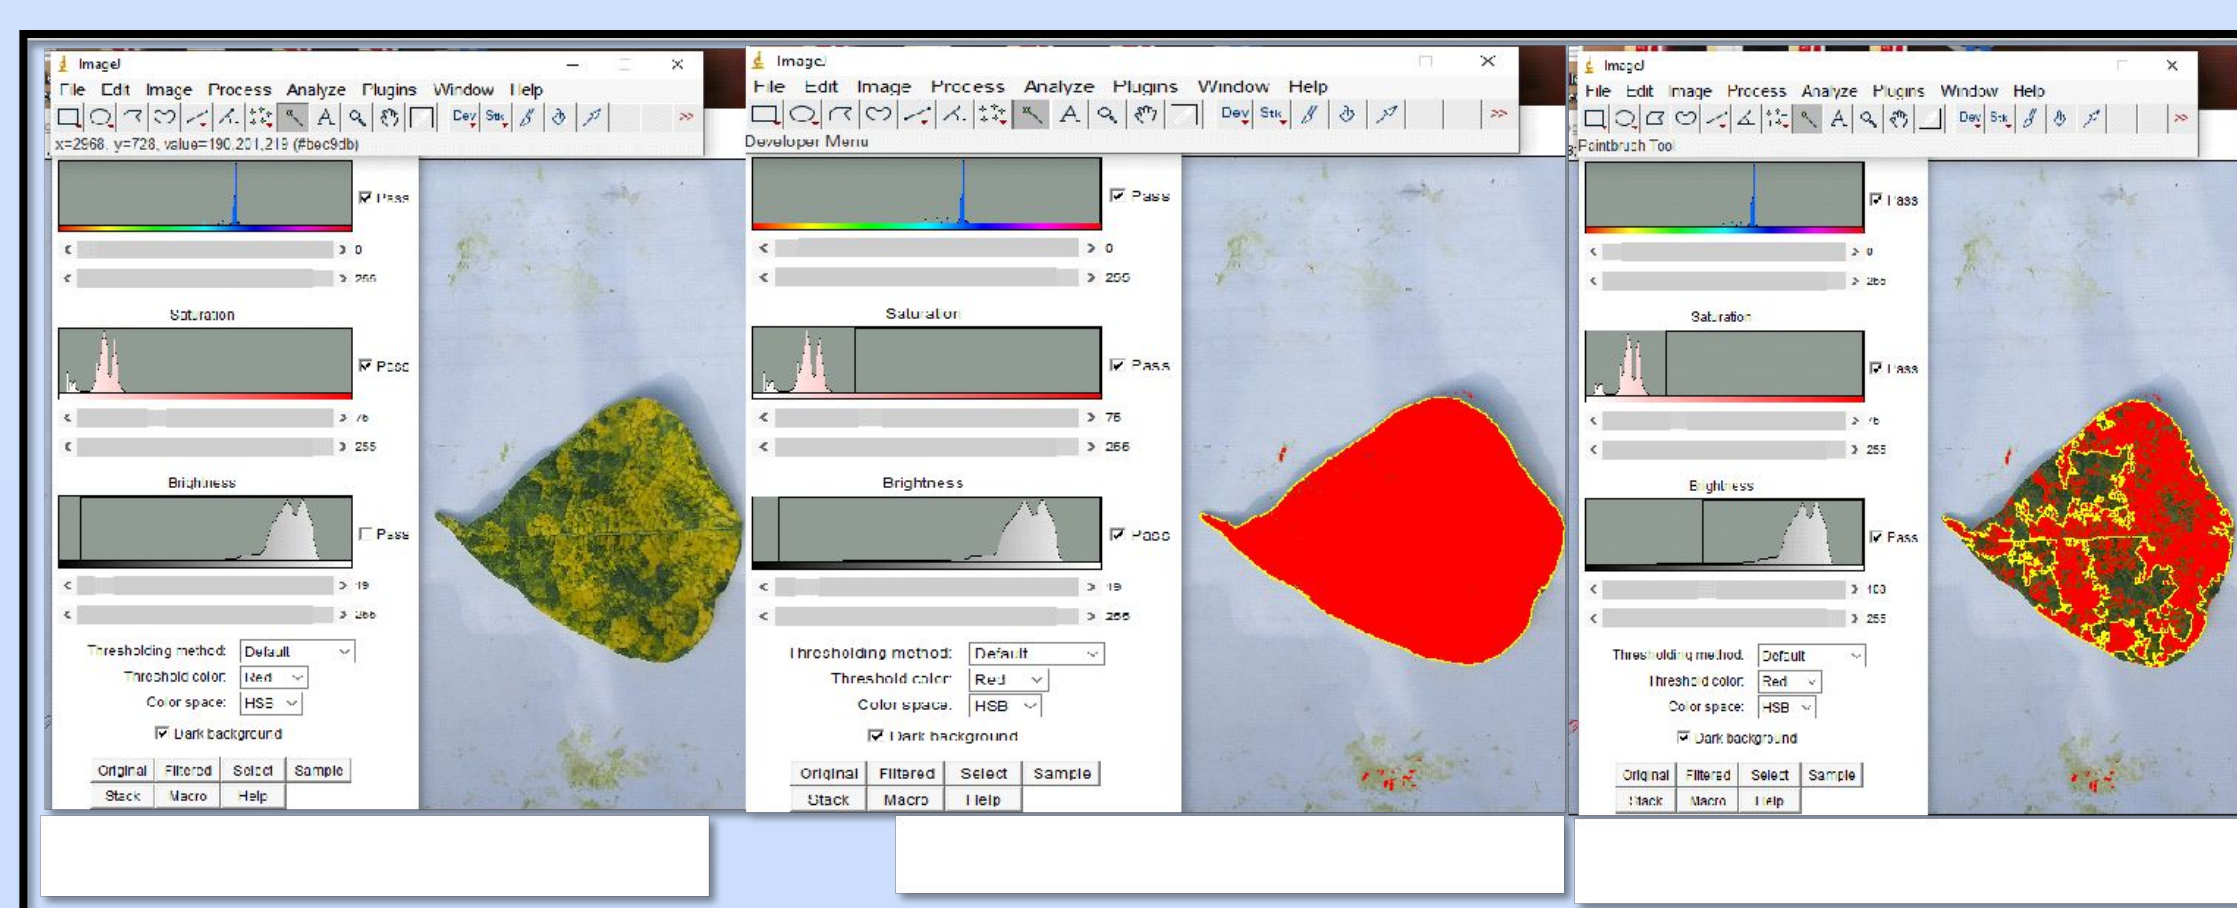 ImageJ
File Edit Image Process Analyze Plugins Window Help
Dev Stk >>
x=2968, y=728, value=190,201,219 (#bec9db)
Pass
0
255
Saturation
Pass
76
255
Brightness
Pass
19
266
Thresholding method: Default
Threshold color: Red
Color space: HSB
Dark background
Original Filtered Select Sample
Stack Macro Help
ImageJ
File Edit Image Process Analyze Plugins Window Help
Dev Stk >>
Developer Menu
Pass
0
255
Saturation
Pass
76
255
Brightness
Pass
19
255
Thresholding method: Default
Threshold color: Red
Color space: HSB
Dark background
Original Filtered Select Sample
Stack Macro Help
ImageJ
File Edit Image Process Analyze Plugins Window Help
Dev Stk >>
Paintbrush Tool
Pass
0
255
Saturation
Pass
76
255
Brightness
Pass
103
255
Thresholding method: Default
Threshold color: Red
Color space: HSB
Dark background
Original Filtered Select Sample
Stack Macro Help